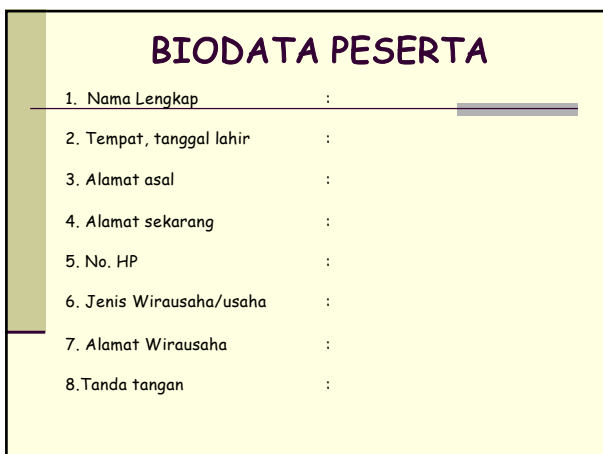 BIODATA PESERTA
1. Nama Lengkap :
2. Tempat, tanggal lahir :
3. Alamat asal :
4. Alamat sekarang :
5. No. HP :
6. Jenis Wirausaha/usaha :
7. Alamat Wirausaha :
8.Tanda tangan :